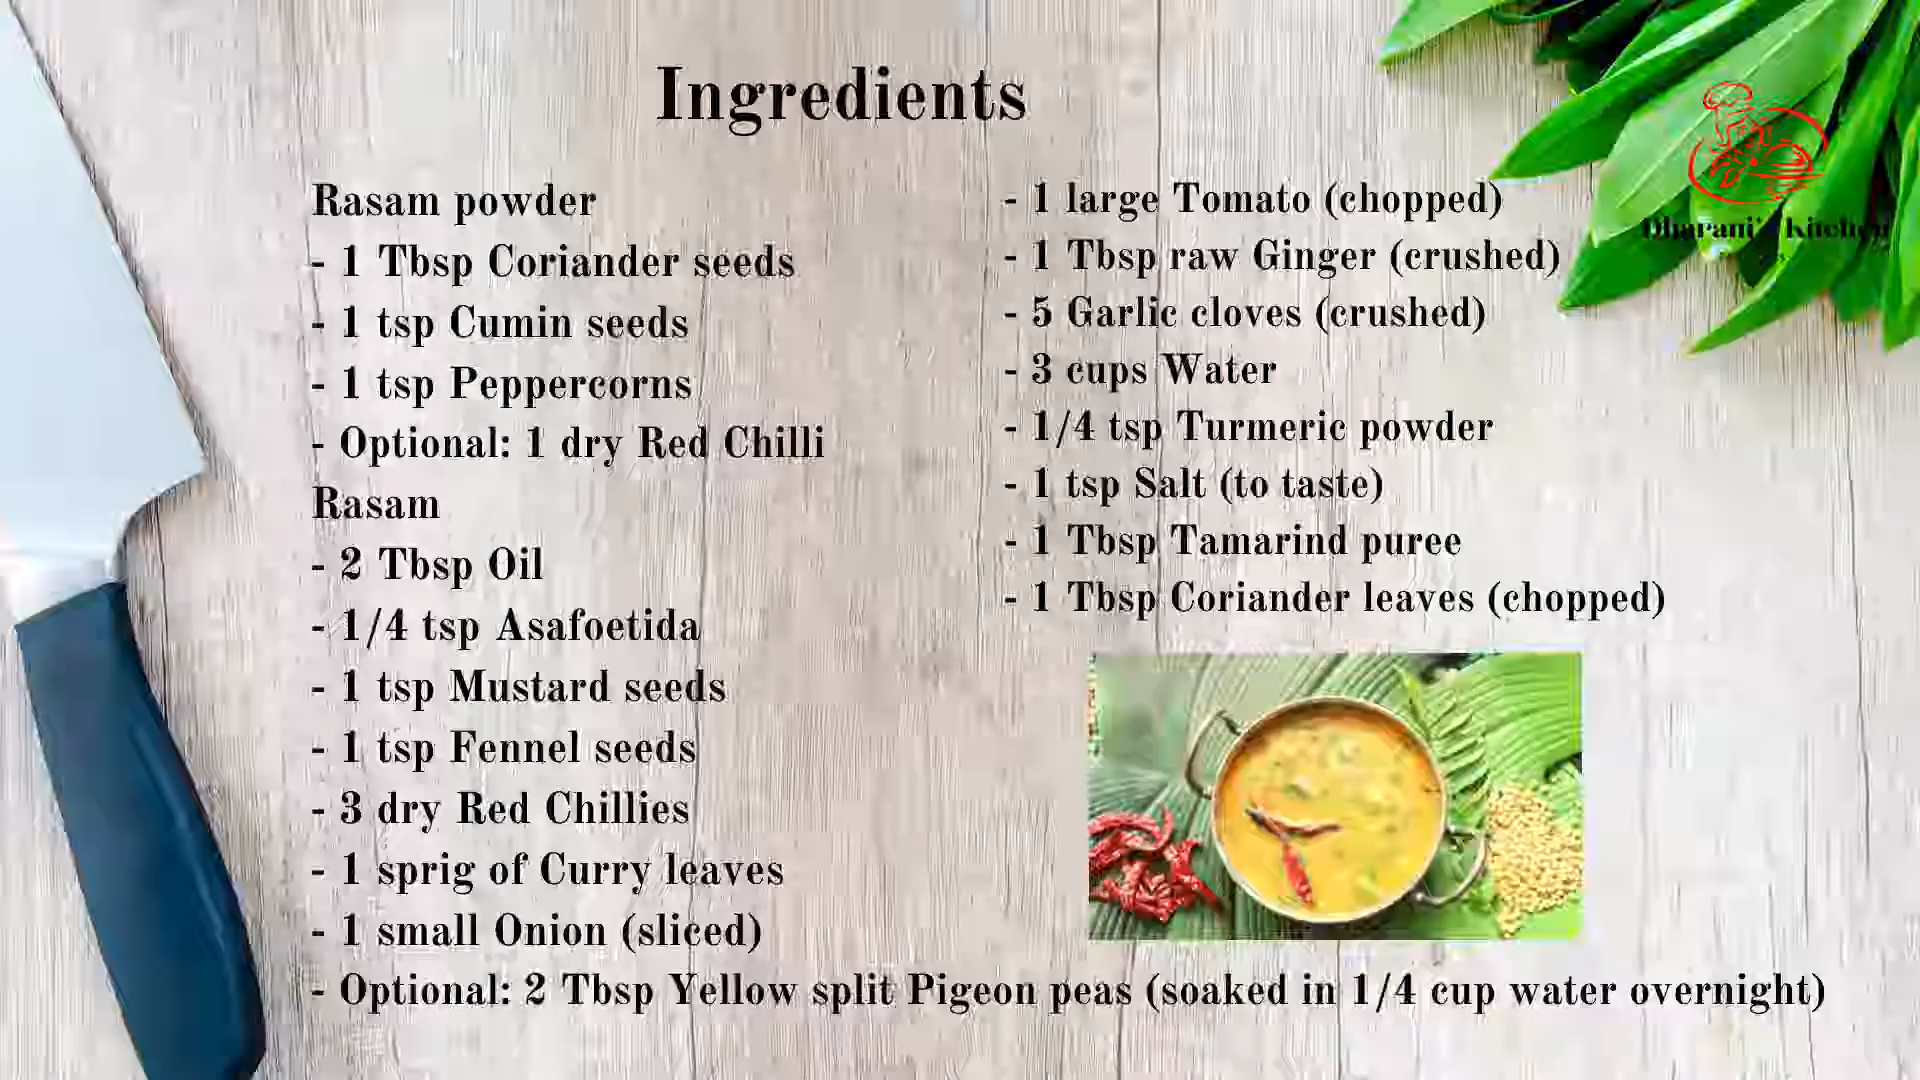 Ingredients
Rasam powder
- 1 Tbsp Coriander seeds
- 1 tsp Cumin seeds
- 1 tsp Peppercorns
- Optional: 1 dry Red Chilli
Rasam
- 2 Tbsp Oil
- 1/4 tsp Asafoetida
- 1 tsp Mustard seeds
- 1 tsp Fennel seeds
- 3 dry Red Chillies
- 1 sprig of Curry leaves
- 1 small Onion (sliced)
- Optional: 2 Tbsp Yellow split Pigeon peas (soaked in 1/4 cup water overnight)
- 1 large Tomato (chopped)
- 1 Tbsp raw Ginger (crushed)
- 5 Garlic cloves (crushed)
- 3 cups Water
- 1/4 tsp Turmeric powder
- 1 tsp Salt (to taste)
- 1 Tbsp Tamarind puree
- 1 Tbsp Coriander leaves (chopped)
Dharani's kitchen